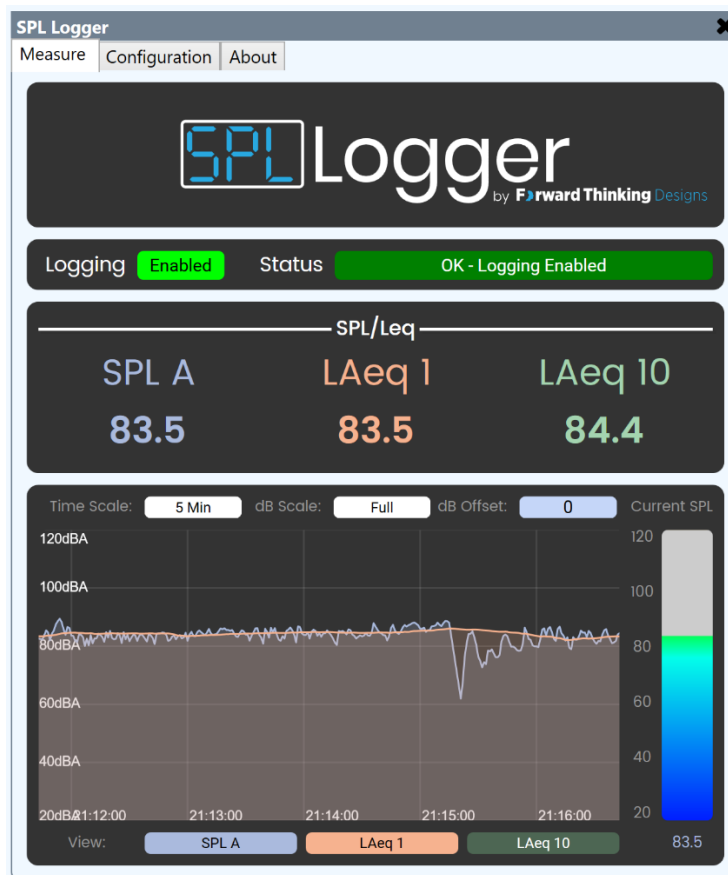 SPL Logger
Measure Configuration About
SPL Logger
by Forward Thinking Designs
Logging Enabled Status OK - Logging Enabled
SPL/Leq
SPL A LAeq 1 LAeq 10
83.5 83.5 84.4
Time Scale: 5 Min dB Scale: Full dB Offset: 0 Current SPL
120dBA 120
100dBA 100
80dBA 80
60dBA 60
40dBA 40
20dBA 21:12:00 21:13:00 21:14:00 21:15:00 21:16:00 20
View: SPL A LAeq 1 LAeq 10 83.5